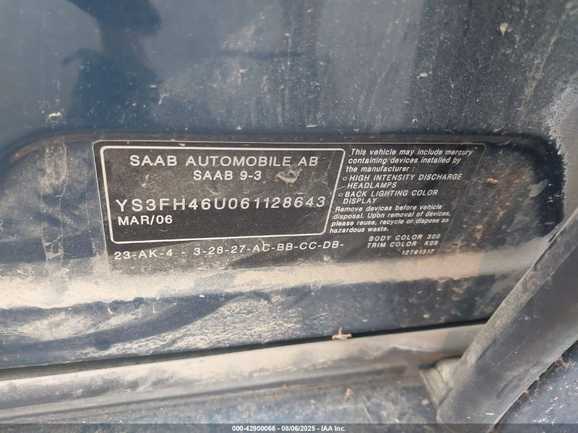 SAAB AUTOMOBILE AB
SAAB 9-3
YS3FH46U061128643
MAR/06
23-AK-4 - 3-28-27-AC-BB-CC-DB-
This vehicle may include mercury
containing devices installed by
the manufacturer:
o HIGH INTENSITY DISCHARGE
HEADLAMPS
o BACK LIGHTING COLOR
DISPLAY
Remove devices before vehicle
disposal. Upon removal of devices,
please reuse, recycle or dispose as
hazardous waste.
BODY COLOR 300
TRIM COLOR
000-42900066 - 08/06/2025 - IAA Inc.